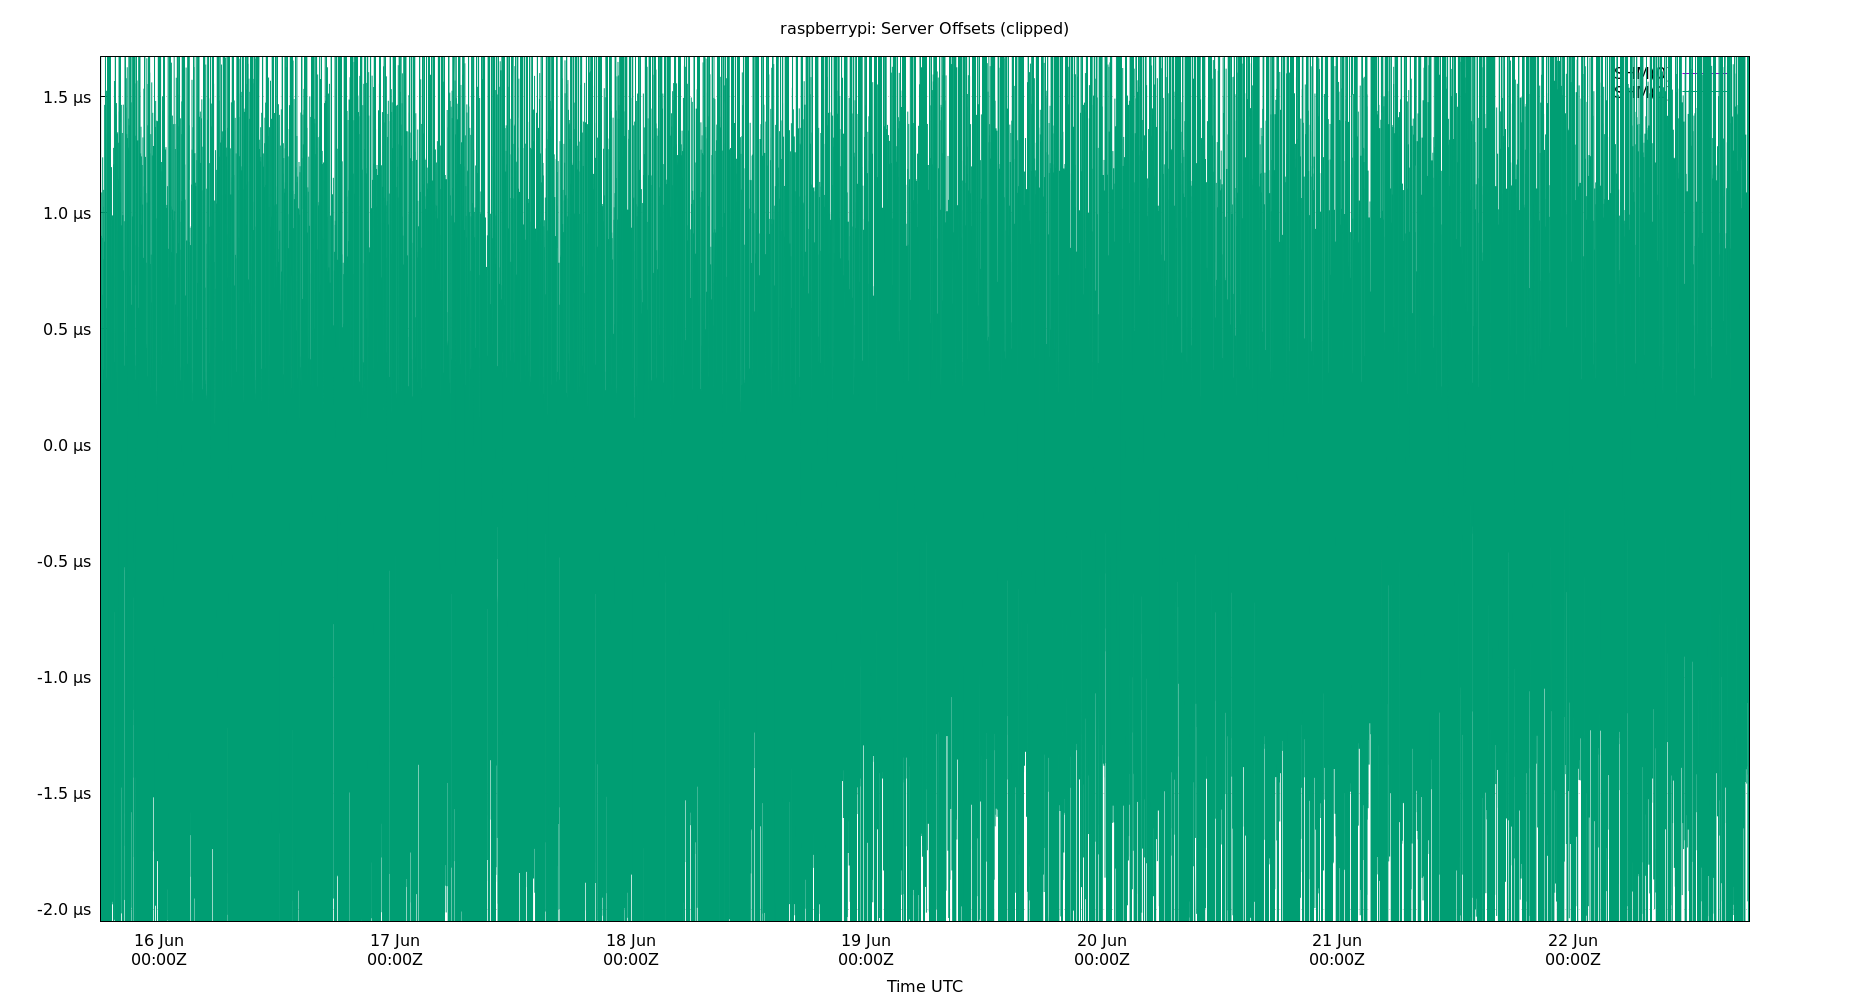 raspberrypi: Server Offsets (clipped)
1.5 μs
1.0 μs
0.5 μs
0.0 μs
-0.5 μs
-1.0 μs
-1.5 μs
-2.0 μs
16 Jun 17 Jun 18 Jun 19 Jun 20 Jun 21 Jun 22 Jun
00:00Z 00:00Z 00:00Z 00:00Z 00:00Z 00:00Z 00:00Z
Time UTC